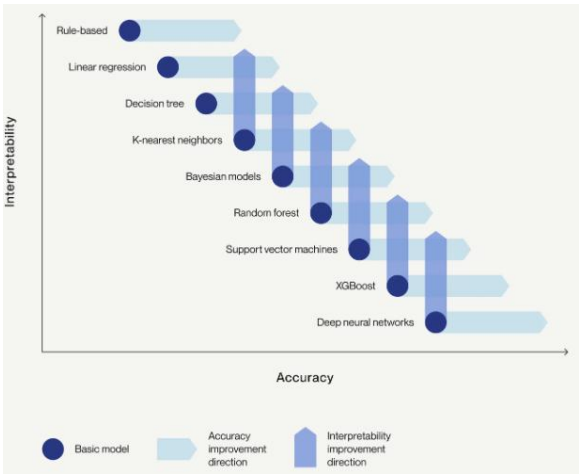 Rule-based
Linear regression
Decision tree
K-nearest neighbors
Bayesian models
Random forest
Support vector machines
XGBoost
Deep neural networks
Interpretability
Accuracy
Basic model
Accuracy
improvement
direction
Interpretability
improvement
direction